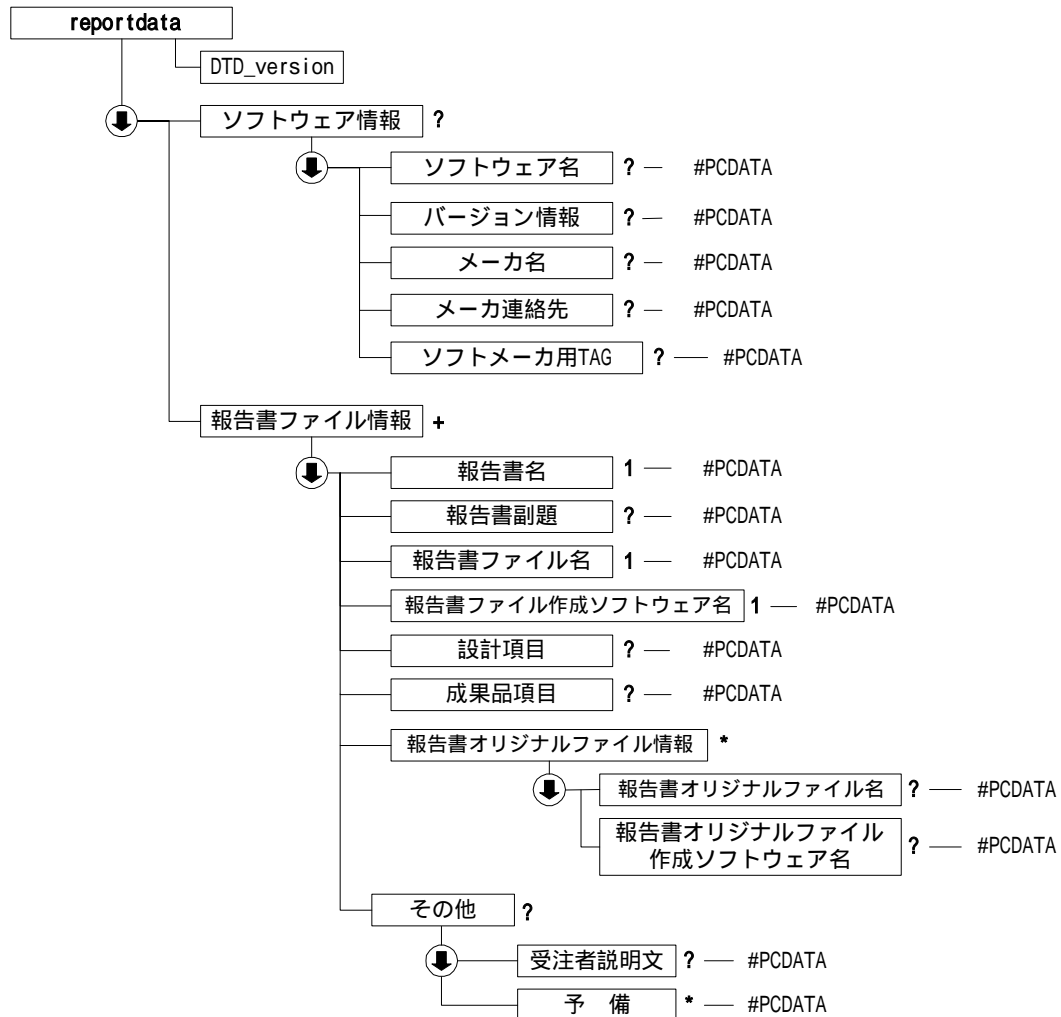 reportdata
DTD_version
ソフトウェア情報 ?
ソフトウェア名 ? — #PCDATA
バージョン情報 ? — #PCDATA
メーカ名 ? — #PCDATA
メーカ連絡先 ? — #PCDATA
ソフトメーカ用TAG ? — #PCDATA
報告書ファイル情報 +
報告書名 1 — #PCDATA
報告書副題 ? — #PCDATA
報告書ファイル名 1 — #PCDATA
報告書ファイル作成ソフトウェア名 1 — #PCDATA
設計項目 ? — #PCDATA
成果品項目 ? — #PCDATA
報告書オリジナルファイル情報 *
報告書オリジナルファイル名 ? — #PCDATA
報告書オリジナルファイル
作成ソフトウェア名 ? — #PCDATA
その他 ?
受注者説明文 ? — #PCDATA
予 備 * — #PCDATA